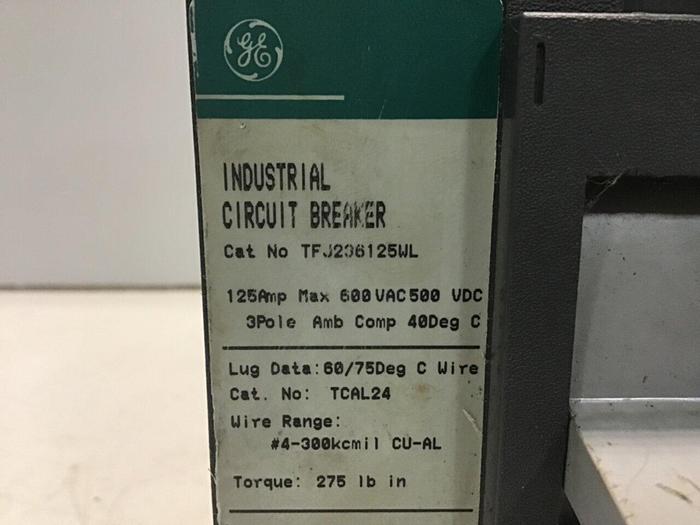 GE
INDUSTRIAL
CIRCUIT BREAKER
Cat No TFJ236125WL
125Amp Max 600VAC500 VDC
3Pole Amb Comp 40Deg C
Lug Data:60/75Deg C Wire
Cat. No: TCAL24
Wire Range:
#4-300kcmil CU-AL
Torque: 275 lb in